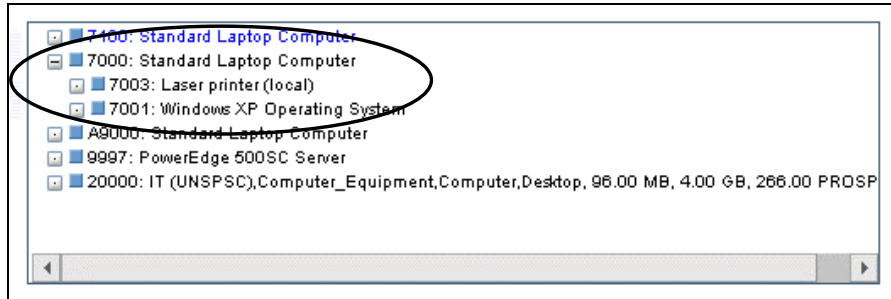 7100: Standard Laptop Computer
7000: Standard Laptop Computer
7003: Laser printer (local)
7001: Windows XP Operating System
A9000: Standard Laptop Computer
9997: PowerEdge 500SC Server
20000: IT (UNSPSC),Computer_Equipment,Computer,Desktop, 96.00 MB, 4.00 GB, 266.00 PROSP